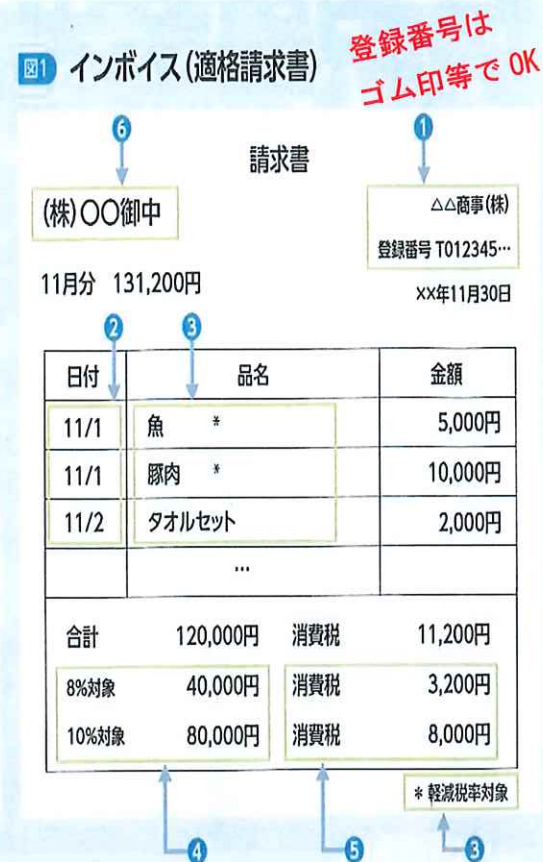 図1 インボイス(適格請求書)
登録番号は
ゴム印等で OK
6
1
請求書
(株)〇〇御中
△△商事(株)
登録番号 T012345…
11月分 131,200円
××年11月30日
2 3
日付 品名 金額
11/1 魚 * 5,000円
11/1 豚肉 * 10,000円
11/2 タオルセット 2,000円
…
合計 120,000円 消費税 11,200円
8%対象 40,000円 消費税 3,200円
10%対象 80,000円 消費税 8,000円
* 軽減税率対象
4 5 3